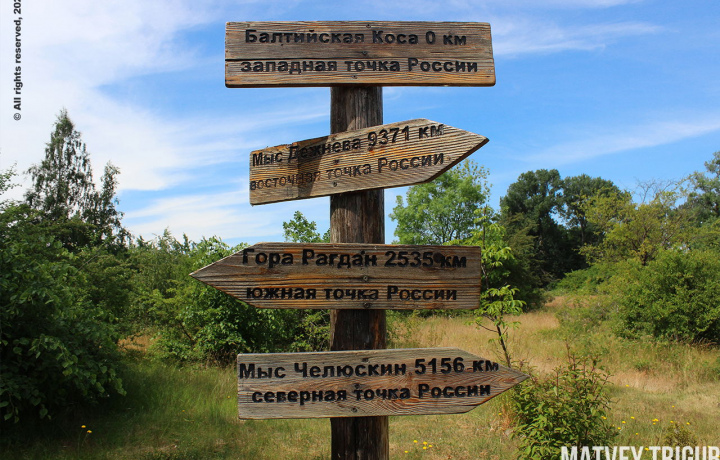 Балтийская Коса 0 км
западная точка России
Мыс Дежнева 9371 км
восточная точка России
Гора Рагдан 2535 км
южная точка России
Мыс Челюскин 5156 км
северная точка России
© All rights reserved, 202
MATVEY TRIGUB